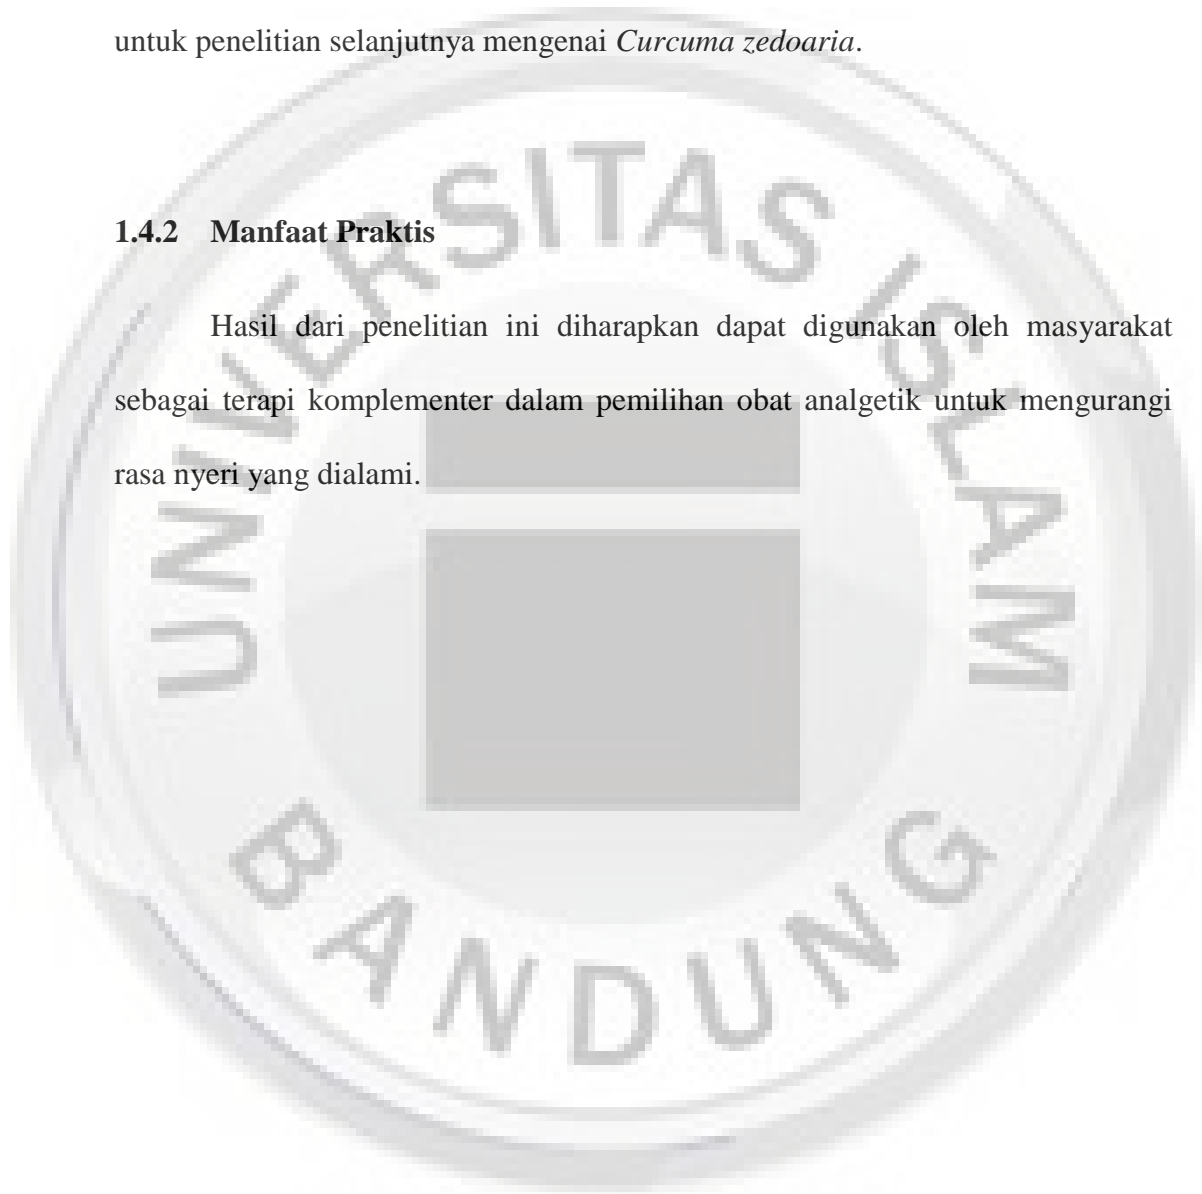 untuk penelitian selanjutnya mengenai Curcuma zedoaria.
1.4.2 Manfaat Praktis
Hasil dari penelitian ini diharapkan dapat digunakan oleh masyarakat
sebagai terapi komplementer dalam pemilihan obat analgetik untuk mengurangi
rasa nyeri yang dialami.
UNIVERSITAS ISLAM
BANDUNG